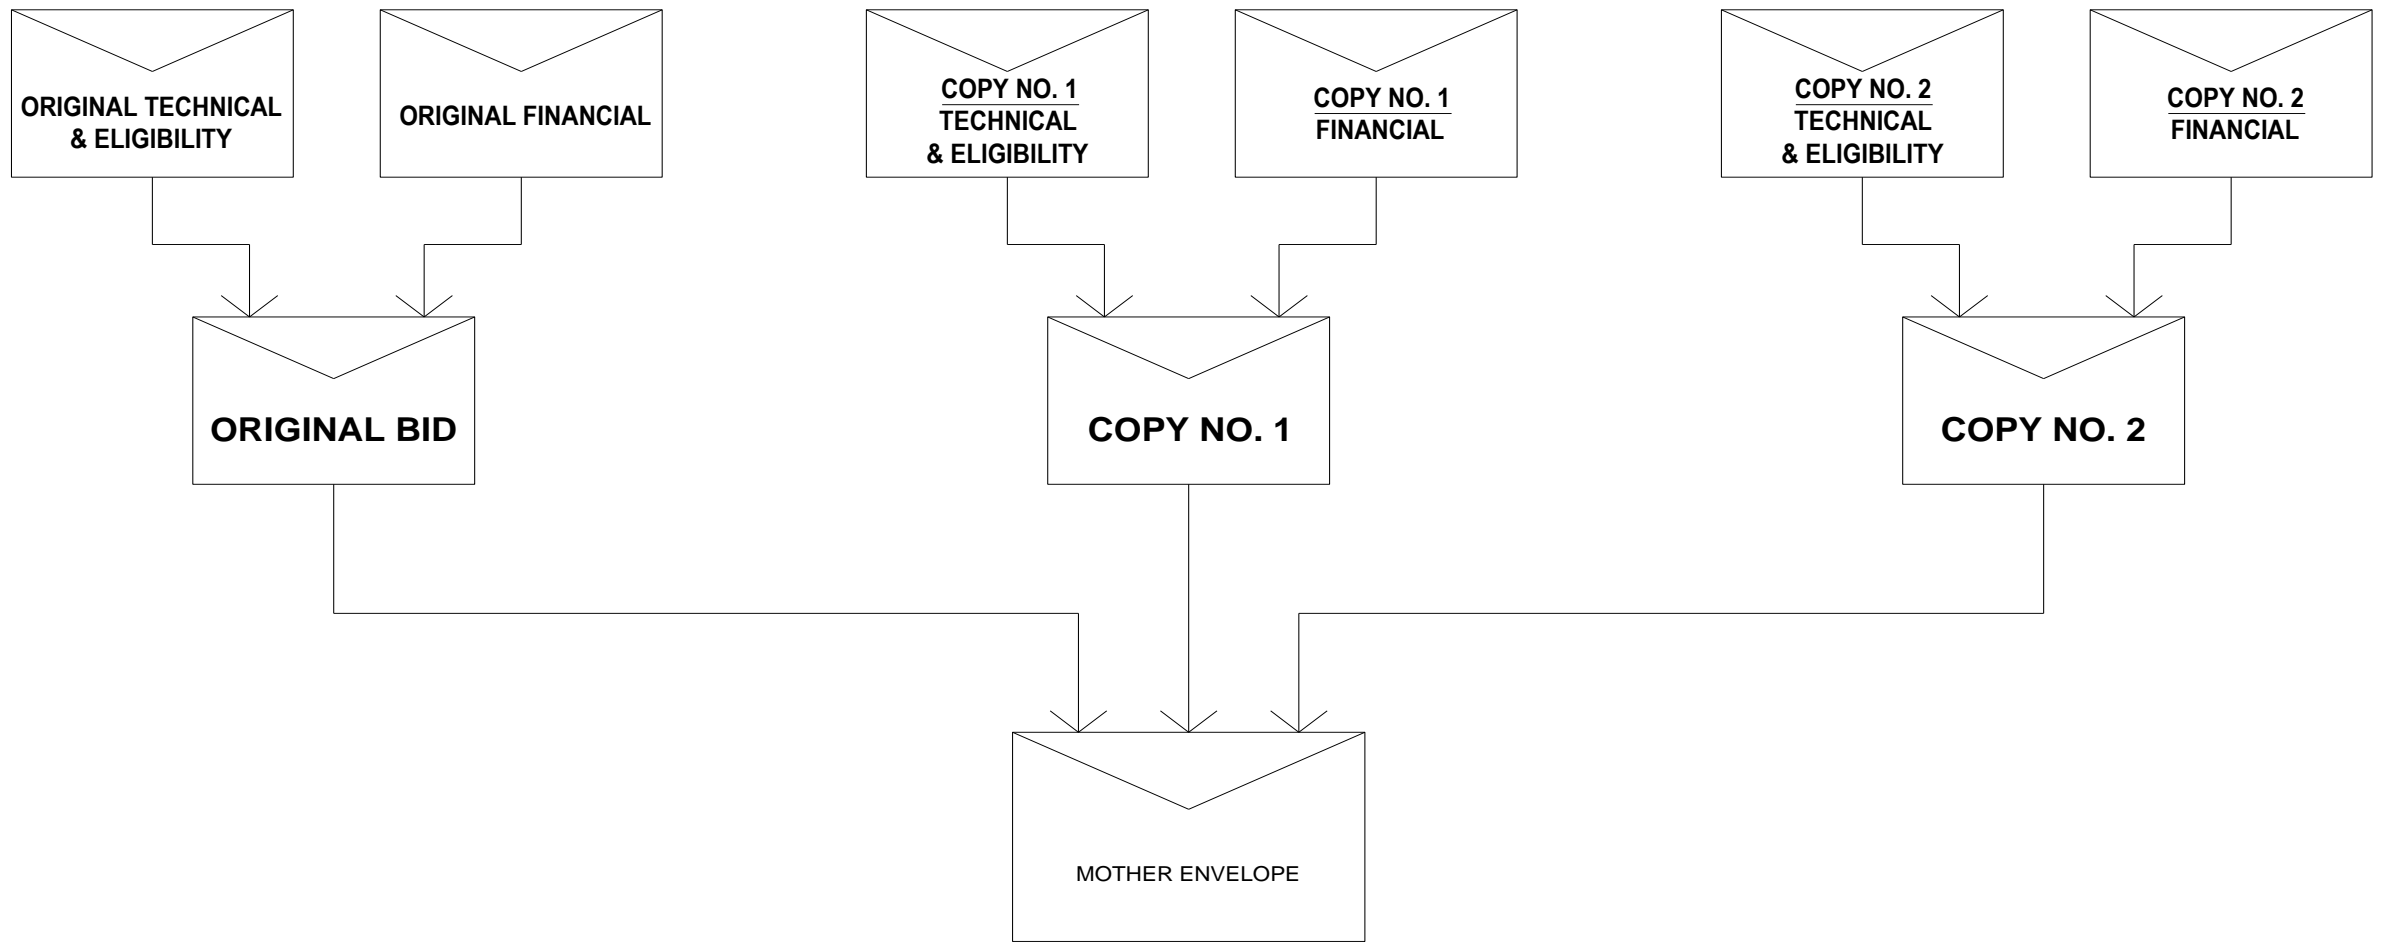 ORIGINAL TECHNICAL
& ELIGIBILITY
ORIGINAL FINANCIAL
COPY NO. 1
TECHNICAL
& ELIGIBILITY
COPY NO. 1
FINANCIAL
COPY NO. 2
TECHNICAL
& ELIGIBILITY
COPY NO. 2
FINANCIAL
ORIGINAL BID
COPY NO. 1
COPY NO. 2
MOTHER ENVELOPE